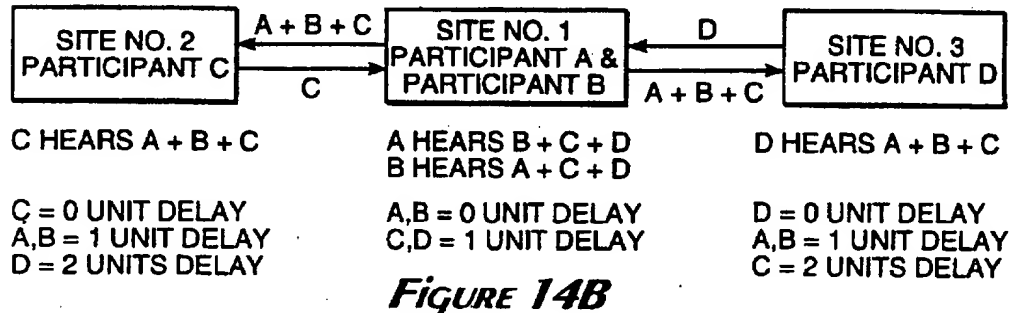 SITE NO. 2
PARTICIPANT C
A + B + C
C
SITE NO. 1
PARTICIPANT A &
PARTICIPANT B
D
A + B + C
SITE NO. 3
PARTICIPANT D
C HEARS A + B + C
A HEARS B + C + D
B HEARS A + C + D
D HEARS A + B + C
C = 0 UNIT DELAY
A,B = 1 UNIT DELAY
D = 2 UNITS DELAY
A,B = 0 UNIT DELAY
C,D = 1 UNIT DELAY
D = 0 UNIT DELAY
A,B = 1 UNIT DELAY
C = 2 UNITS DELAY
FIGURE 14B